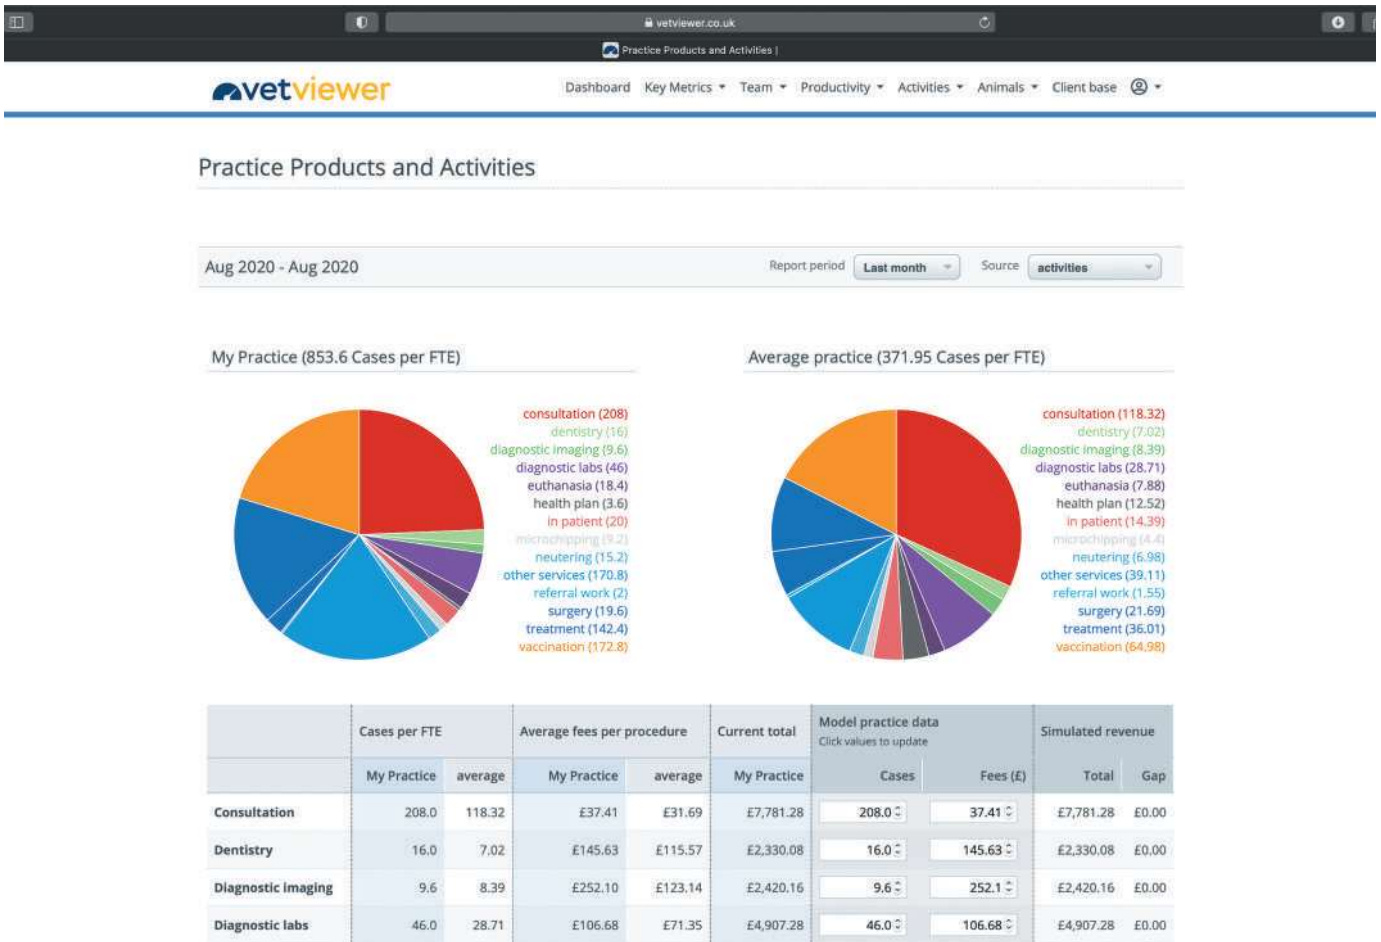 vetviewer.co.uk
Practice Products and Activities |
vetviewer
Dashboard Key Metrics Team Productivity Activities Animals Client base
Practice Products and Activities
Aug 2020 - Aug 2020
Report period Last month Source activities
My Practice (853.6 Cases per FTE)
consultation (208)
dentistry (16)
diagnostic imaging (9.6)
diagnostic labs (46)
euthanasia (18.4)
health plan (3.6)
in patient (20)
microchipping (9.2)
neutering (15.2)
other services (170.8)
referral work (2)
surgery (19.6)
treatment (142.4)
vaccination (172.8)
Average practice (371.95 Cases per FTE)
consultation (118.32)
dentistry (7.02)
diagnostic imaging (8.39)
diagnostic labs (28.71)
euthanasia (7.88)
health plan (12.52)
in patient (14.39)
microchipping (4.4)
neutering (6.98)
other services (39.11)
referral work (1.55)
surgery (21.69)
treatment (36.01)
vaccination (64.98)
Cases per FTE Average fees per procedure Current total Model practice data Simulated revenue
Click values to update
My Practice average My Practice average My Practice Cases Fees (£) Total Gap
Consultation 208.0 118.32 £37.41 £31.69 £7,781.28 208.0 37.41 £7,781.28 £0.00
Dentistry 16.0 7.02 £145.63 £115.57 £2,330.08 16.0 145.63 £2,330.08 £0.00
Diagnostic imaging 9.6 8.39 £252.10 £123.14 £2,420.16 9.6 252.1 £2,420.16 £0.00
Diagnostic labs 46.0 28.71 £106.68 £71.35 £4,907.28 46.0 106.68 £4,907.28 £0.00